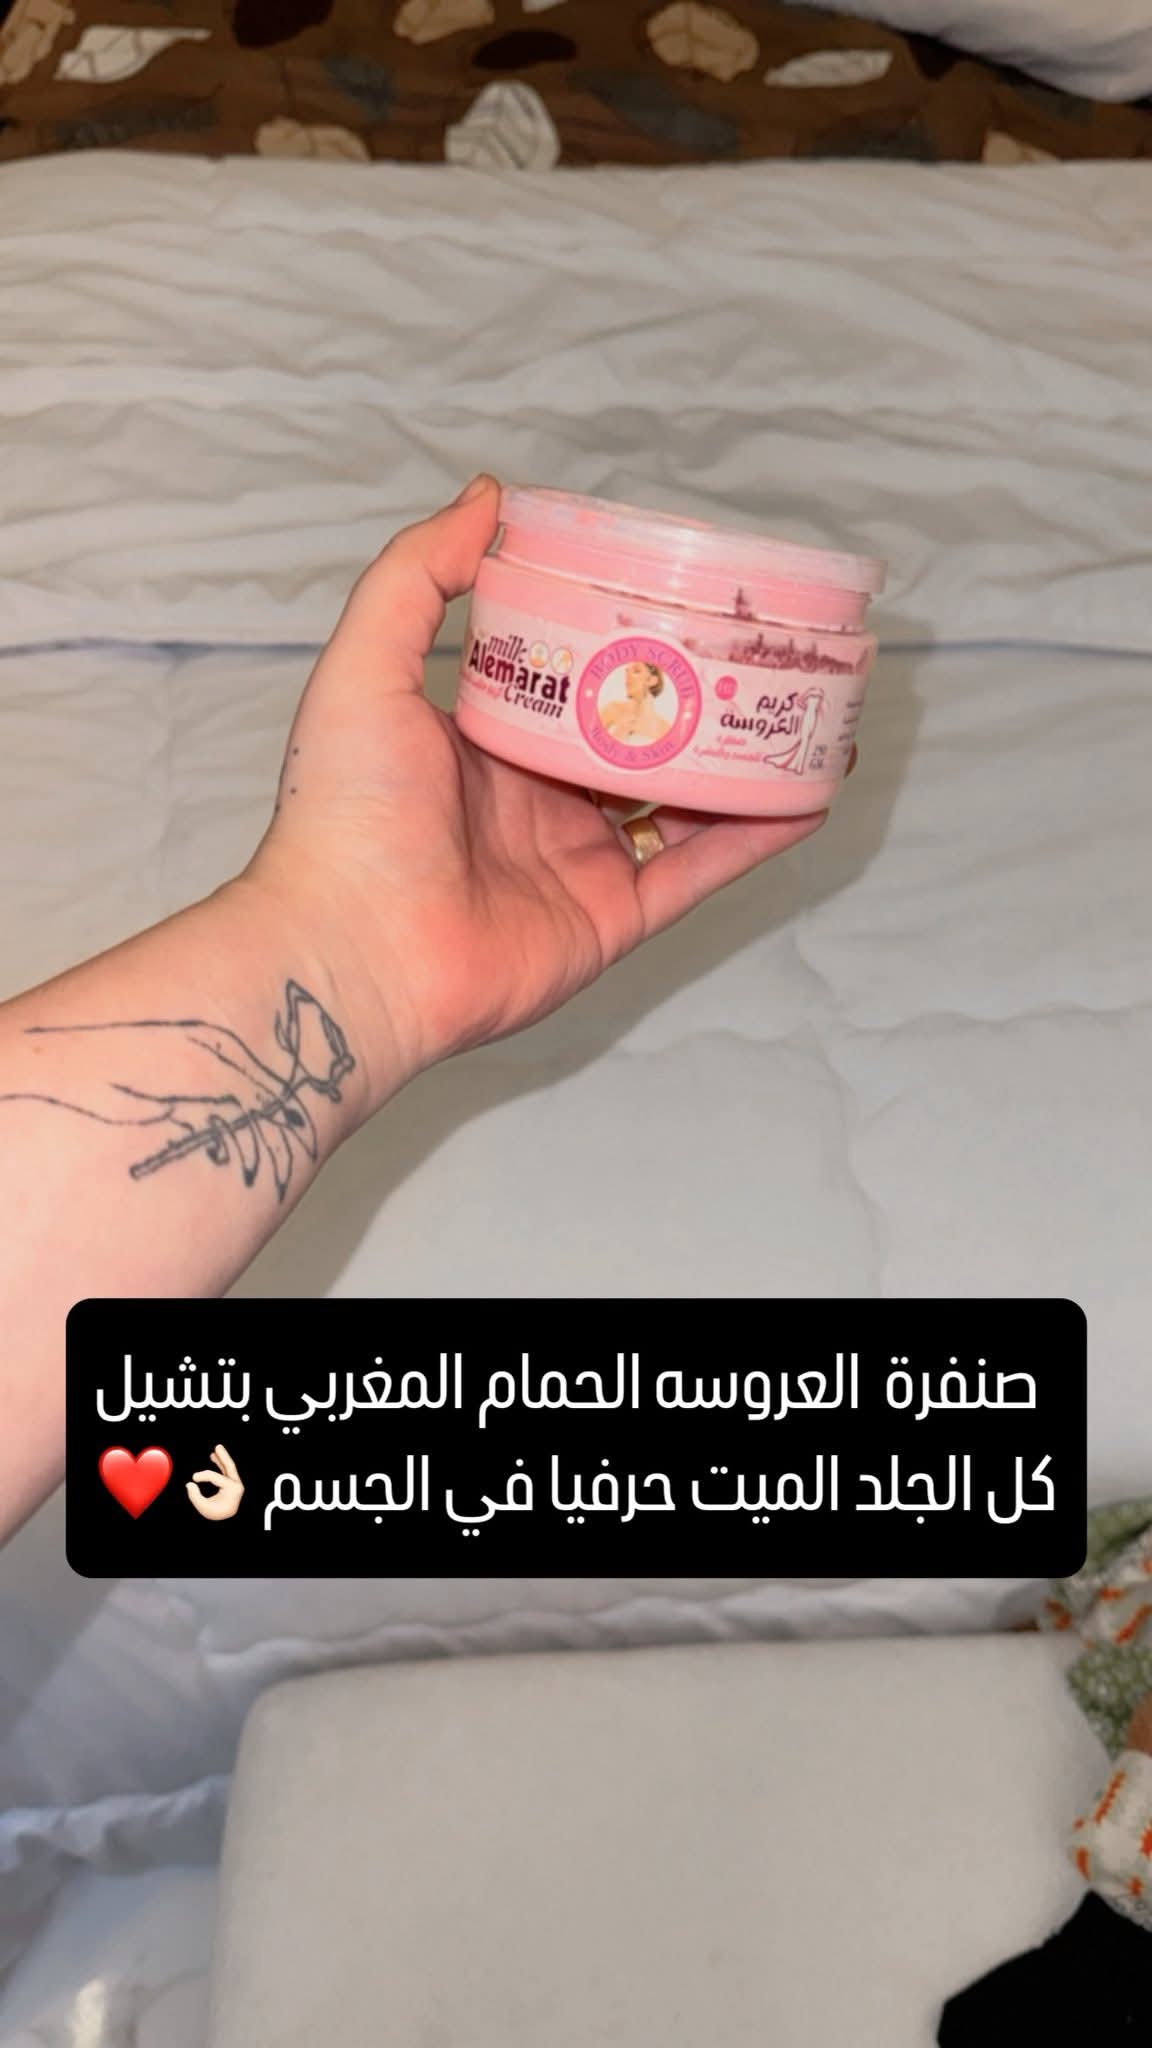 milk
Alemarat
Cream
BODY SCRUB
Body & Skin
كريم
العروسة
250
صنفرة العروسه الحمام المغربي بتشيل
كل الجلد الميت حرفيا في الجسم 👌🏻❤️